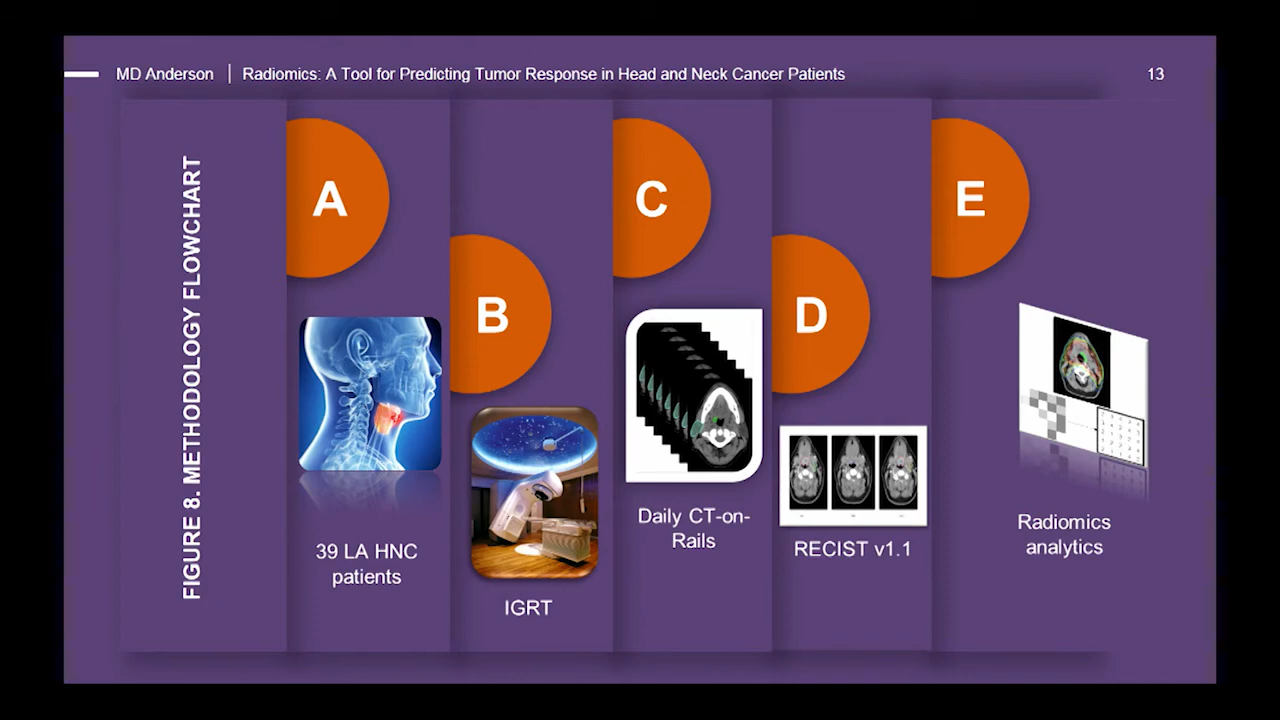 MD Anderson
Radiomics: A Tool for Predicting Tumor Response in Head and Neck Cancer Patients
13
FIGURE 8. METHODOLOGY FLOWCHART
A
39 LA HNC
patients
B
IGRT
C
Daily CT-on-
Rails
D
RECIST v1.1
E
Radiomics
analytics